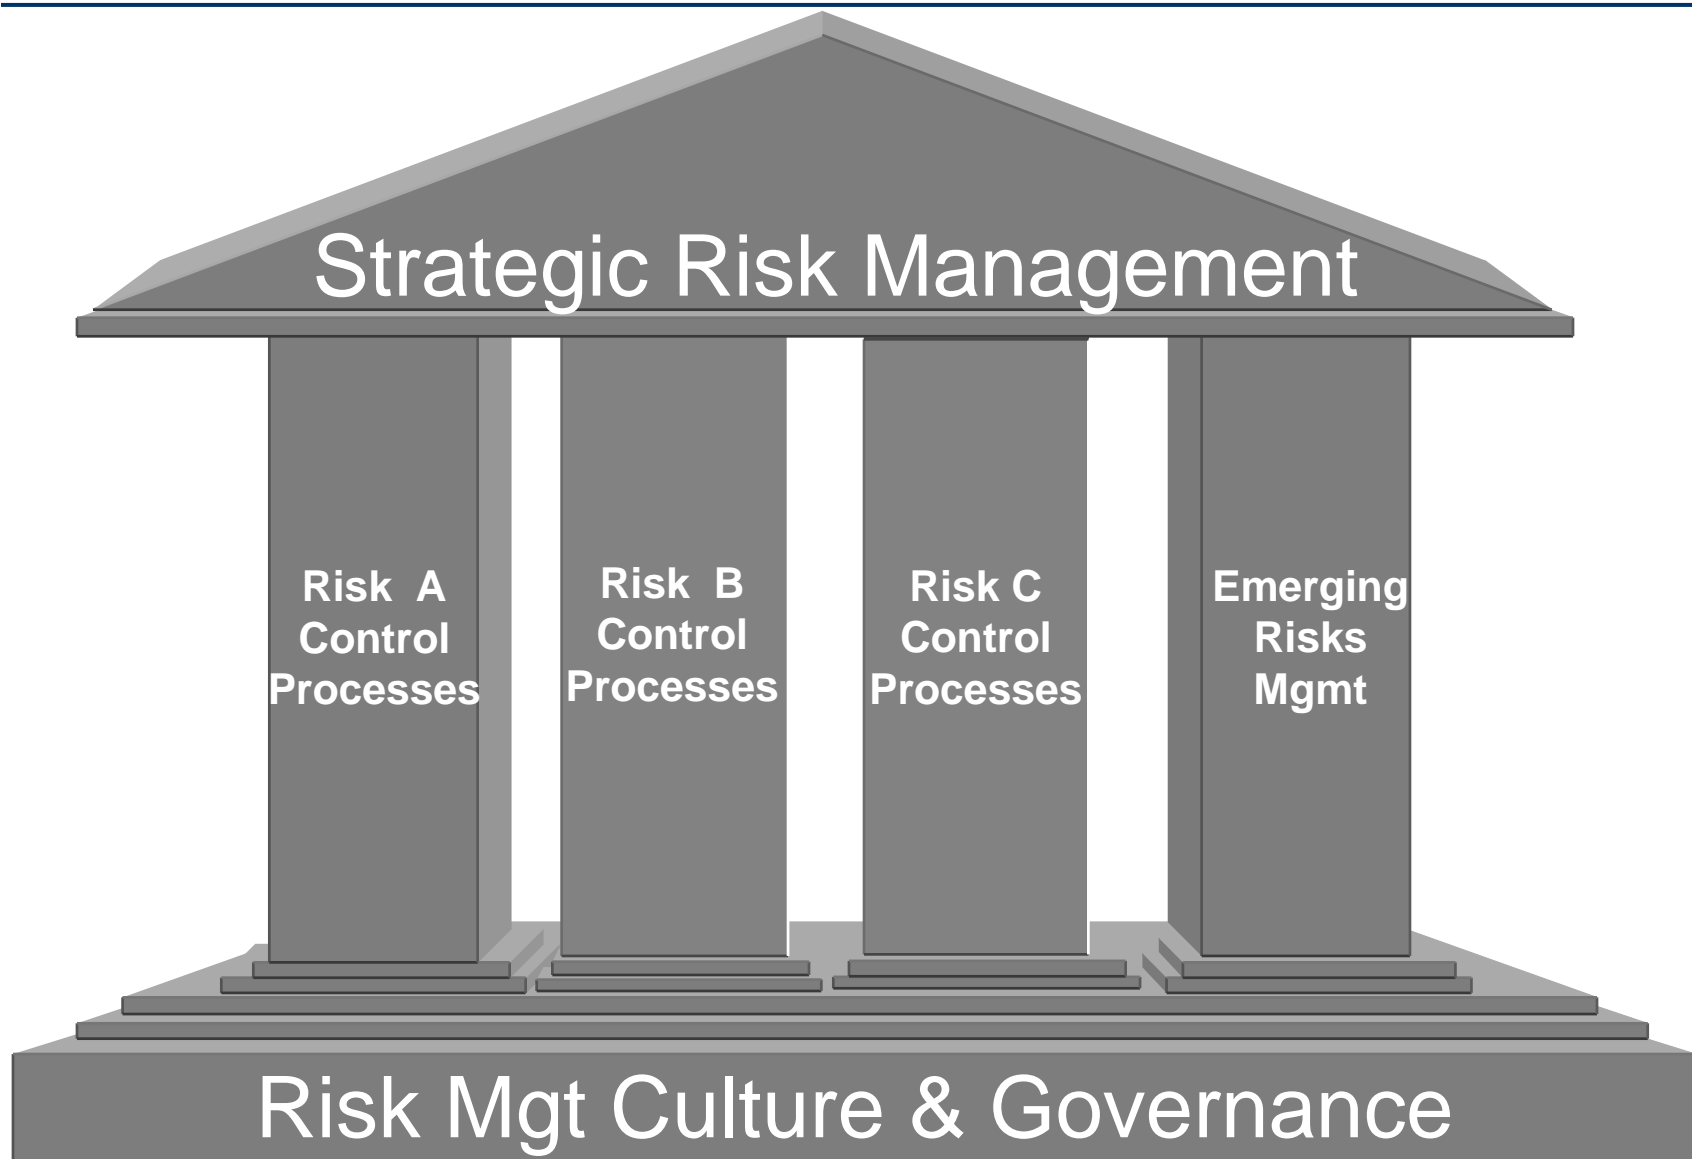 Strategic Risk Management
Risk A
Control
Processes
Risk B
Control
Processes
Risk C
Control
Processes
Emerging
Risks
Mgmt
Risk Mgt Culture & Governance